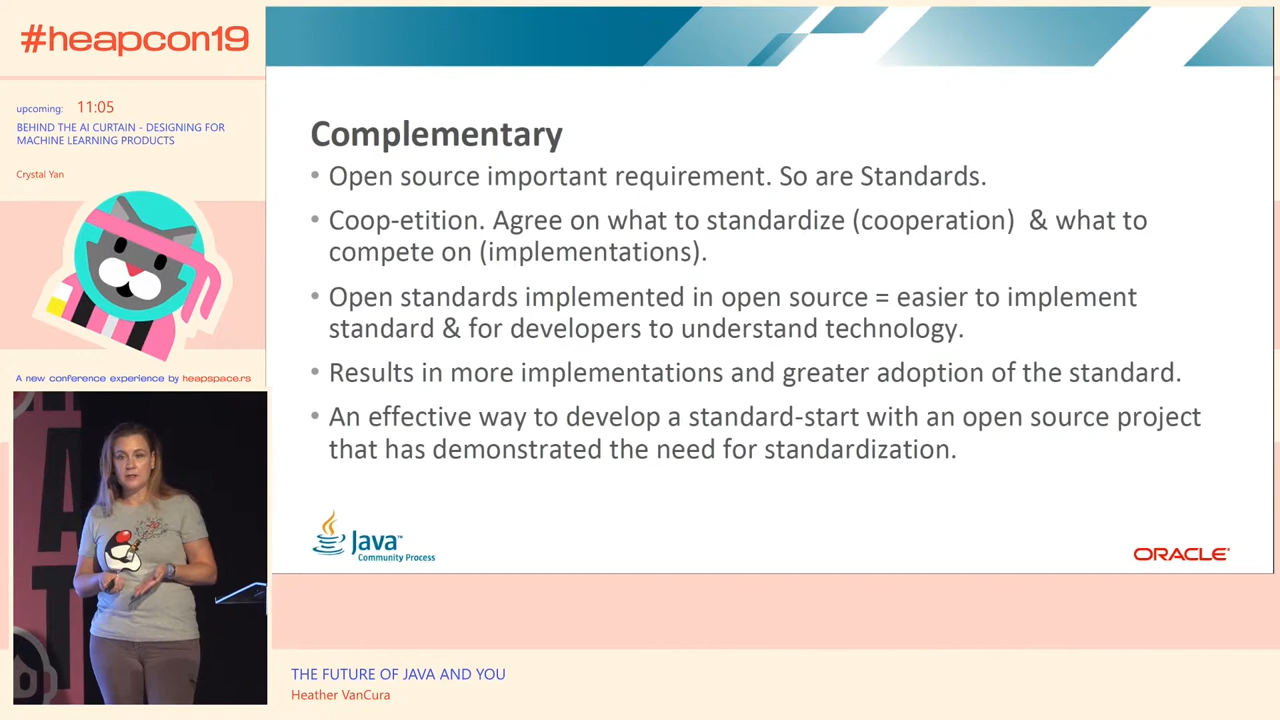 #heapcon19
upcoming: 11:05
BEHIND THE AI CURTAIN - DESIGNING FOR
MACHINE LEARNING PRODUCTS
Crystal Yan
A new conference experience by heapspace.rs
Complementary
• Open source important requirement. So are Standards.
• Coop-etition. Agree on what to standardize (cooperation) & what to
compete on (implementations).
• Open standards implemented in open source = easier to implement
standard & for developers to understand technology.
• Results in more implementations and greater adoption of the standard.
• An effective way to develop a standard-start with an open source project
that has demonstrated the need for standardization.
Java™
Community Process
ORACLE®
THE FUTURE OF JAVA AND YOU
Heather VanCura